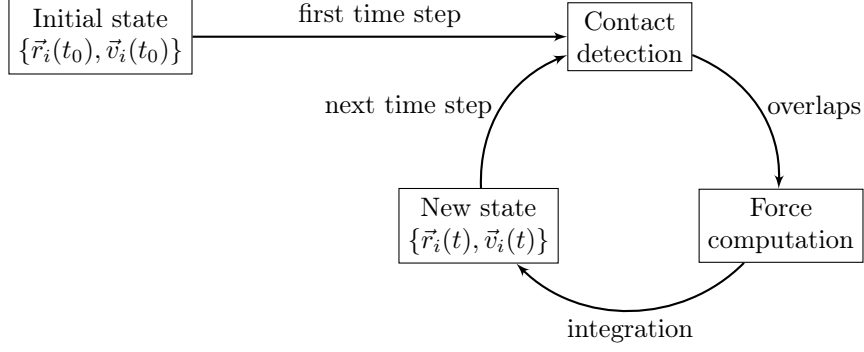 Initial state
{r⃗ᵢ(t₀), v⃗ᵢ(t₀)}
first time step
Contact
detection
next time step
overlaps
New state
{r⃗ᵢ(t), v⃗ᵢ(t)}
Force
computation
integration